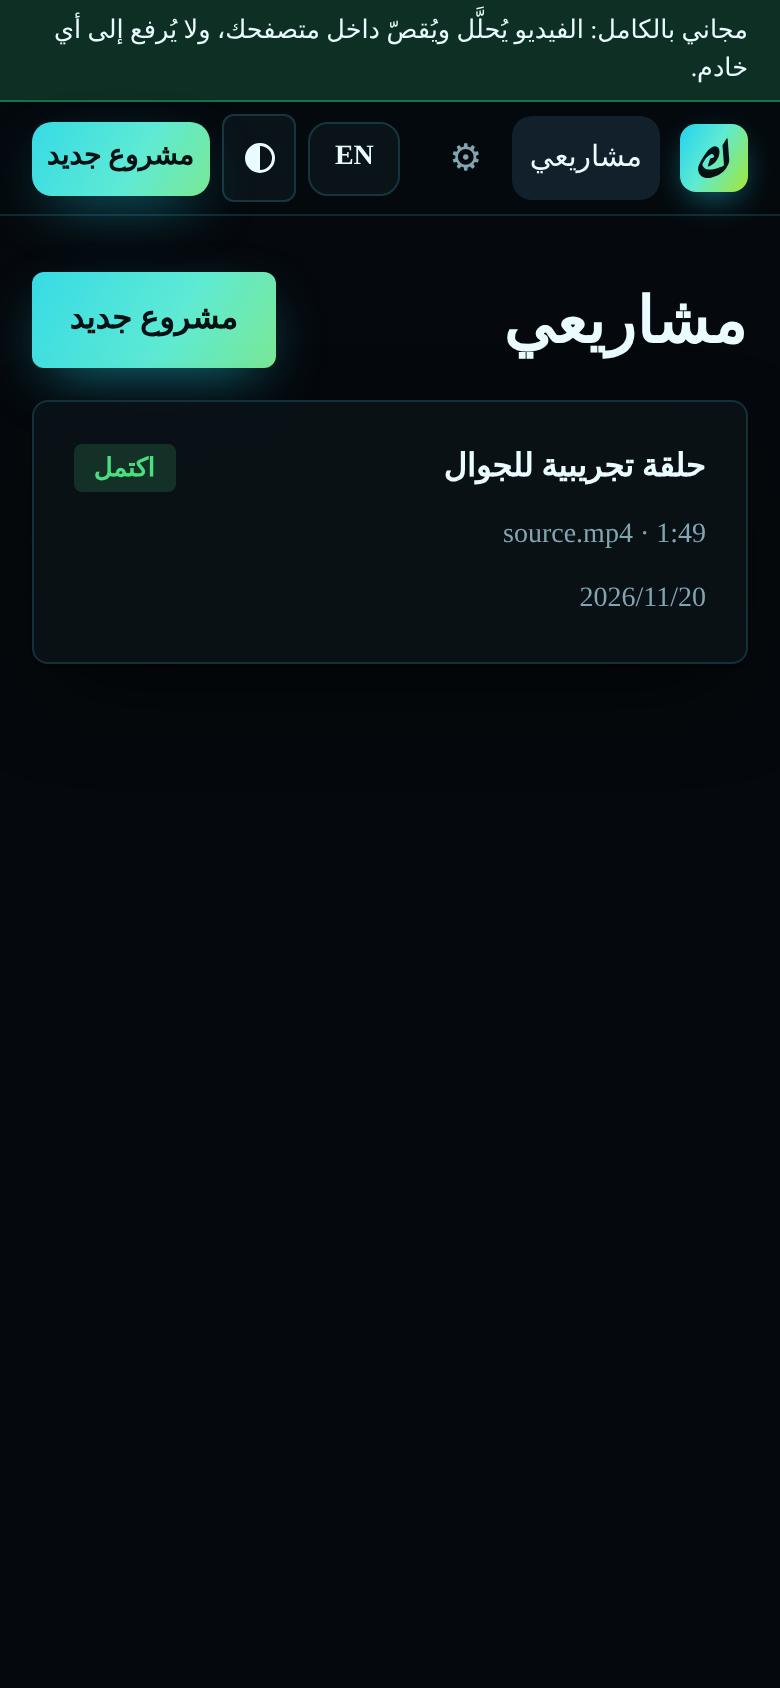 مجاني بالكامل: الفيديو يُحلَّل ويُقصّ داخل متصفحك، ولا يُرفع إلى أي
خادم.
ك
مشاريعي
EN
مشروع جديد
مشاريعي
مشروع جديد
حلقة تجريبية للجوال
اكتمل
source.mp4 · 1:49
2026/11/20